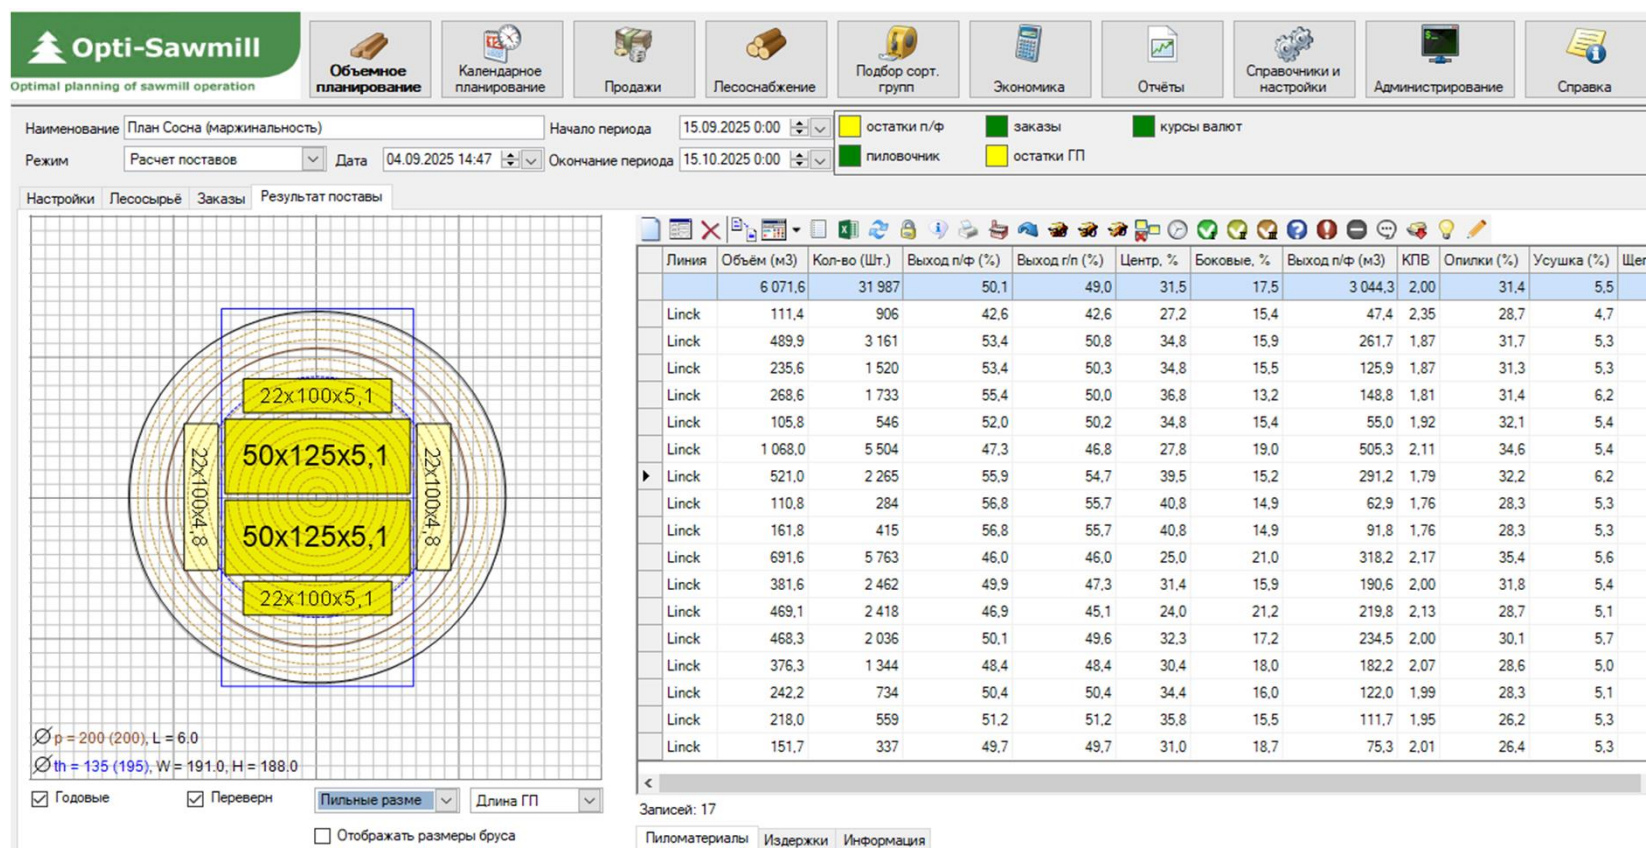 Opti-Sawmill
Optimal planning of sawmill operation
Объемное планирование
Календарное планирование
Продажи
Лесоснабжение
Подбор сорт. групп
Экономика
Отчёты
Справочники и настройки
Администрирование
Справка
Наименование План Сосна (маржинальность) Начало периода 15.09.2025 0:00 остатки п/ф заказы курсы валют
Режим Расчет поставов Дата 04.09.2025 14:47 Окончание периода 15.10.2025 0:00 пиловочник остатки ГП
Настройки Лесосырьё Заказы Результат поставы
22x100x5,1
50x125x5,1
22x100x4,8
22x100x4,8
50x125x5,1
22x100x5,1
p = 200 (200), L = 6.0
th = 135 (195), W = 191.0, H = 188.0
Годовые Переверн Пильные разме Длина ГП
Отображать размеры бруса
Линия Объём (м3) Кол-во (Шт.) Выход п/ф (%) Выход г/п (%) Центр, % Боковые, % Выход п/ф (м3) КПВ Опилки (%) Усушка (%) Щеп
6 071,6 31 987 50,1 49,0 31,5 17,5 3 044,3 2,00 31,4 5,5
Linck 111,4 906 42,6 42,6 27,2 15,4 47,4 2,35 28,7 4,7
Linck 489,9 3 161 53,4 50,8 34,8 15,9 261,7 1,87 31,7 5,3
Linck 235,6 1 520 53,4 50,3 34,8 15,5 125,9 1,87 31,3 5,3
Linck 268,6 1 733 55,4 50,0 36,8 13,2 148,8 1,81 31,4 6,2
Linck 105,8 546 52,0 50,2 34,8 15,4 55,0 1,92 32,1 5,4
Linck 1 068,0 5 504 47,3 46,8 27,8 19,0 505,3 2,11 34,6 5,4
Linck 521,0 2 265 55,9 54,7 39,5 15,2 291,2 1,79 32,2 6,2
Linck 110,8 284 56,8 55,7 40,8 14,9 62,9 1,76 28,3 5,3
Linck 161,8 415 56,8 55,7 40,8 14,9 91,8 1,76 28,3 5,3
Linck 691,6 5 763 46,0 46,0 25,0 21,0 318,2 2,17 35,4 5,6
Linck 381,6 2 462 49,9 47,3 31,4 15,9 190,6 2,00 31,8 5,4
Linck 469,1 2 418 46,9 45,1 24,0 21,2 219,8 2,13 28,7 5,1
Linck 468,3 2 036 50,1 49,6 32,3 17,2 234,5 2,00 30,1 5,7
Linck 376,3 1 344 48,4 48,4 30,4 18,0 182,2 2,07 28,6 5,0
Linck 242,2 734 50,4 50,4 34,4 16,0 122,0 1,99 28,3 5,1
Linck 218,0 559 51,2 51,2 35,8 15,5 111,7 1,95 26,2 5,3
Linck 151,7 337 49,7 49,7 31,0 18,7 75,3 2,01 26,4 5,3
Записей: 17
Пиломатериалы Издержки Информация